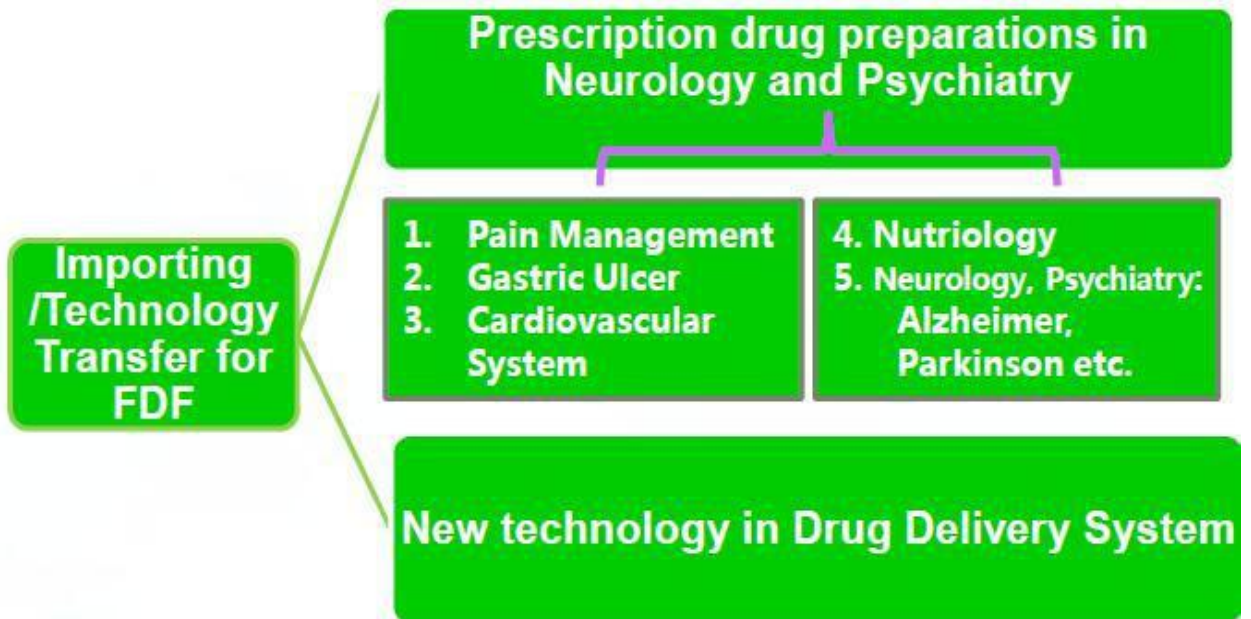 Prescription drug preparations in
Neurology and Psychiatry
Importing
/Technology
Transfer for
FDF
1. Pain Management
2. Gastric Ulcer
3. Cardiovascular
System
4. Nutriology
5. Neurology, Psychiatry:
Alzheimer,
Parkinson etc.
New technology in Drug Delivery System